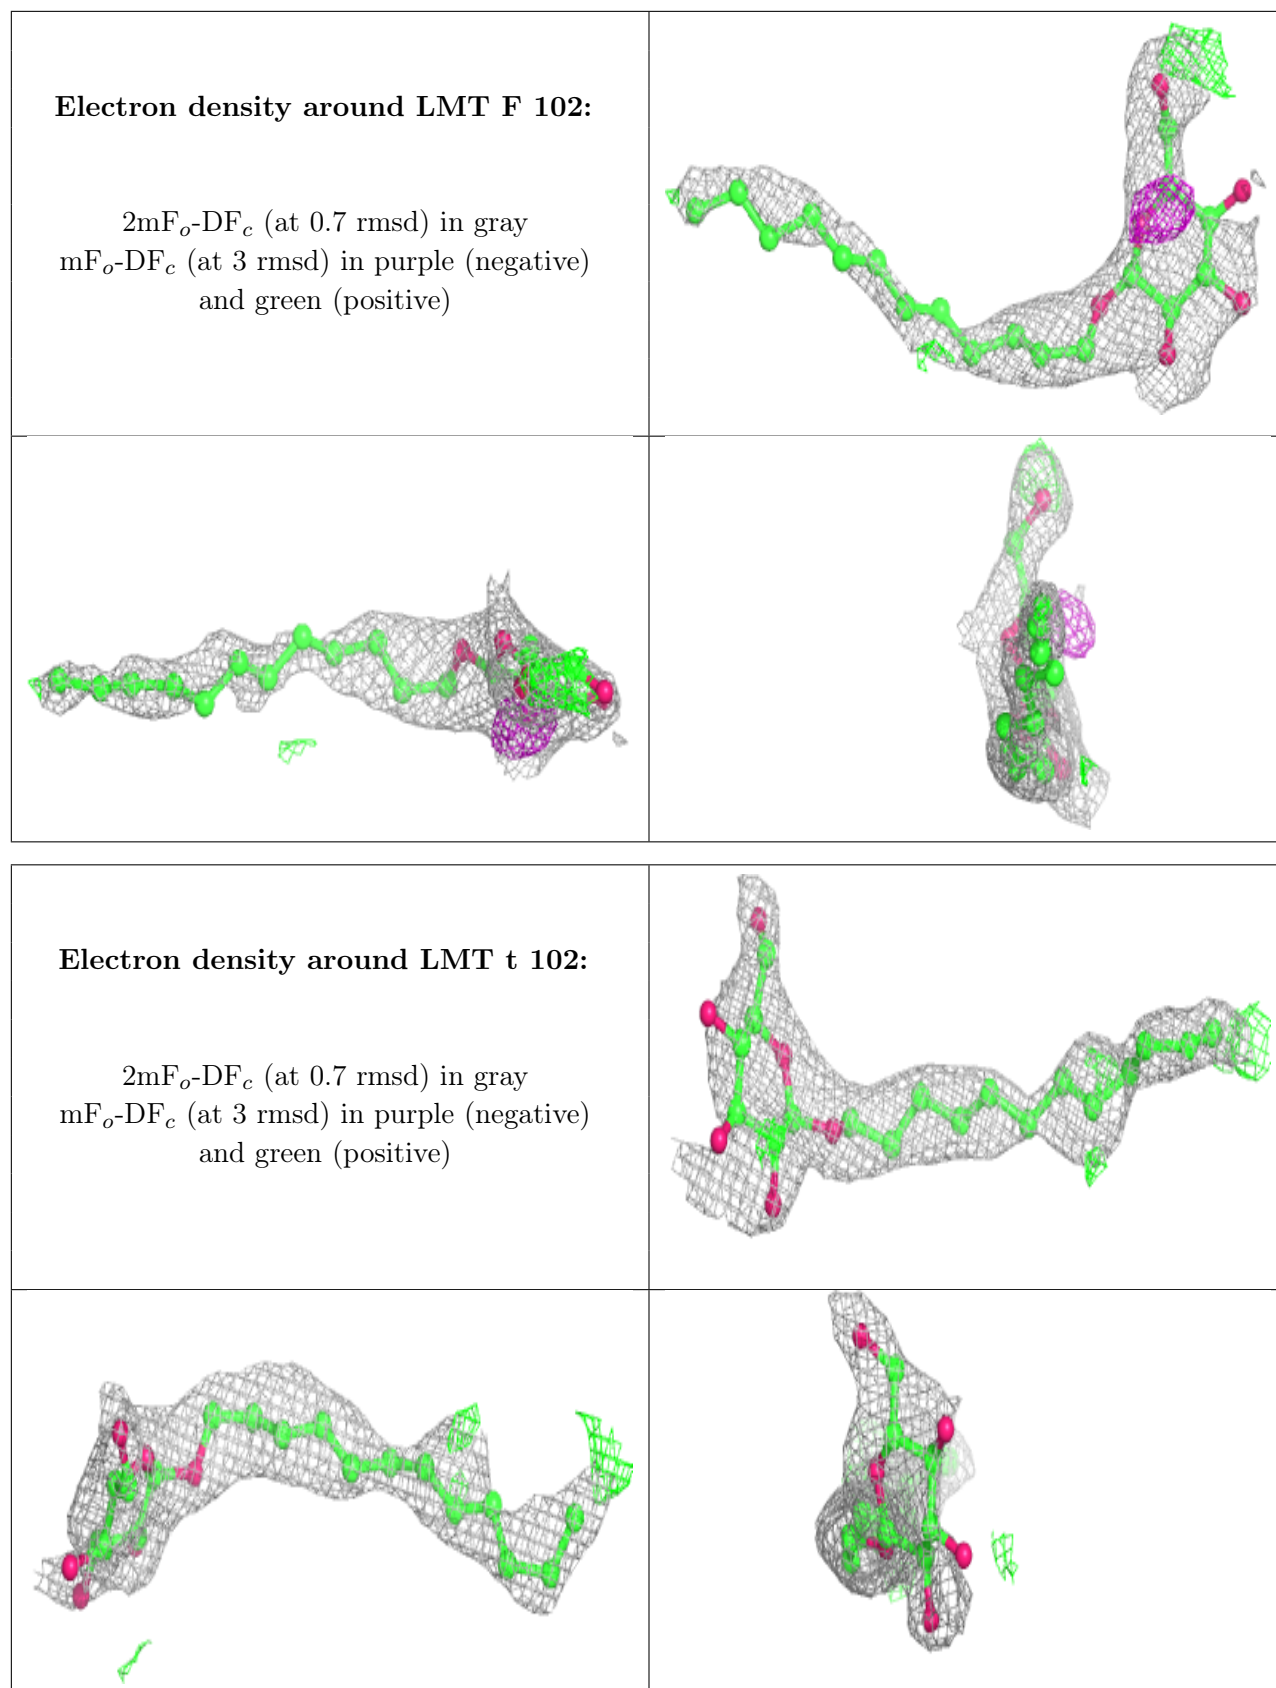 Electron density around LMT F 102:
2mFₒ-DF𝒸 (at 0.7 rmsd) in gray
mFₒ-DF𝒸 (at 3 rmsd) in purple (negative)
and green (positive)
Electron density around LMT t 102:
2mFₒ-DF𝒸 (at 0.7 rmsd) in gray
mFₒ-DF𝒸 (at 3 rmsd) in purple (negative)
and green (positive)